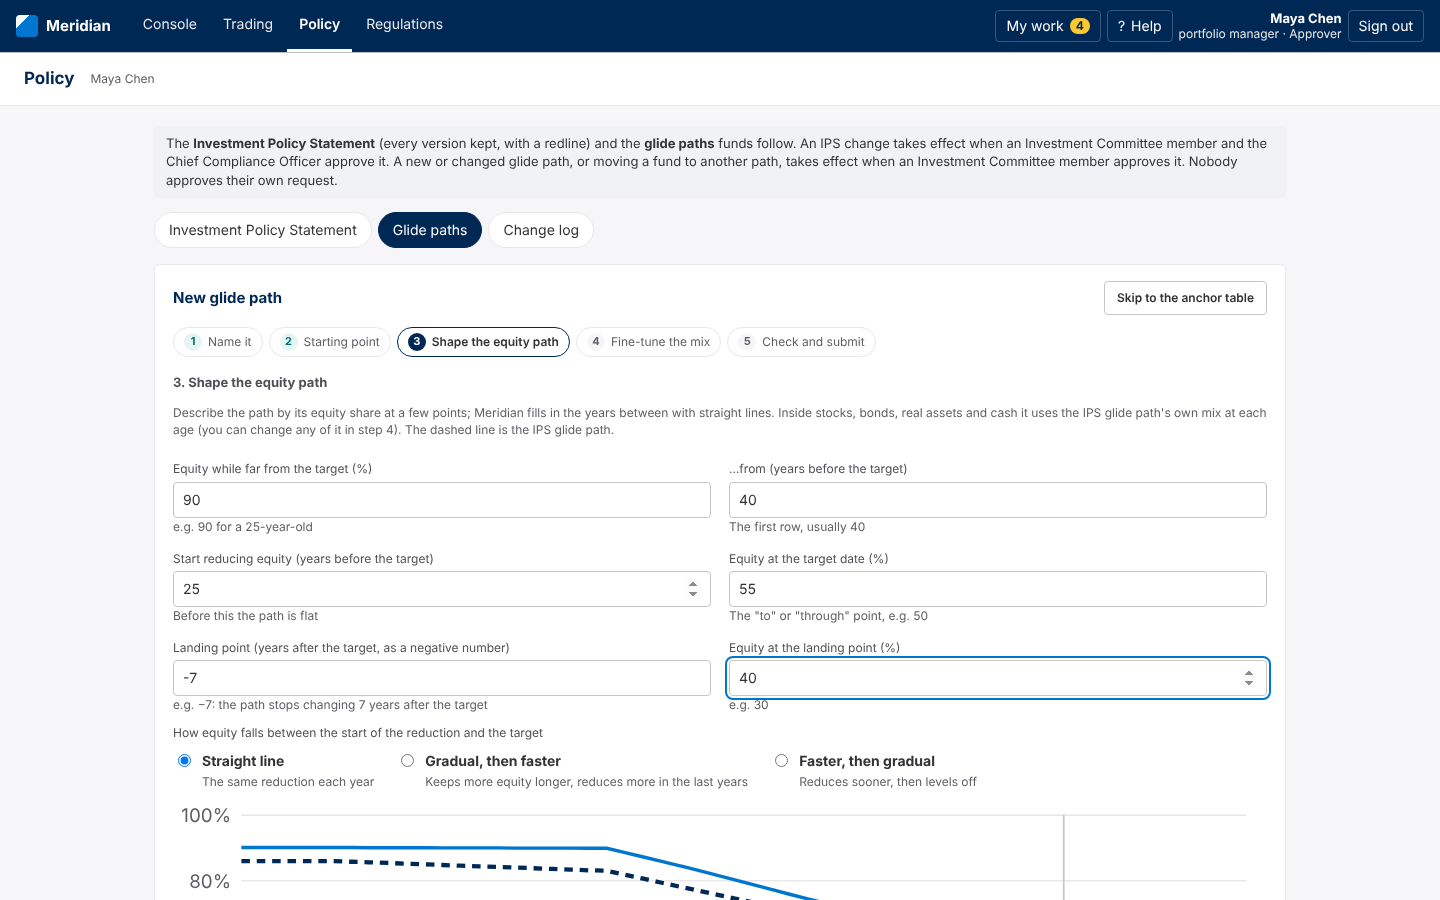 Meridian
Console
Trading
Policy
Regulations
My work 4
? Help
Maya Chen
portfolio manager · Approver
Sign out
Policy
Maya Chen
The Investment Policy Statement (every version kept, with a redline) and the glide paths funds follow. An IPS change takes effect when an Investment Committee member and the
Chief Compliance Officer approve it. A new or changed glide path, or moving a fund to another path, takes effect when an Investment Committee member approves it. Nobody
approves their own request.
Investment Policy Statement
Glide paths
Change log
New glide path
Skip to the anchor table
1 Name it
2 Starting point
3 Shape the equity path
4 Fine-tune the mix
5 Check and submit
3. Shape the equity path
Describe the path by its equity share at a few points; Meridian fills in the years between with straight lines. Inside stocks, bonds, real assets and cash it uses the IPS glide path's own mix at each
age (you can change any of it in step 4). The dashed line is the IPS glide path.
Equity while far from the target (%)
90
e.g. 90 for a 25-year-old
...from (years before the target)
40
The first row, usually 40
Start reducing equity (years before the target)
25
Before this the path is flat
Equity at the target date (%)
55
The "to" or "through" point, e.g. 50
Landing point (years after the target, as a negative number)
-7
e.g. −7: the path stops changing 7 years after the target
Equity at the landing point (%)
40
e.g. 30
How equity falls between the start of the reduction and the target
Straight line
The same reduction each year
Gradual, then faster
Keeps more equity longer, reduces more in the last years
Faster, then gradual
Reduces sooner, then levels off
100%
80%